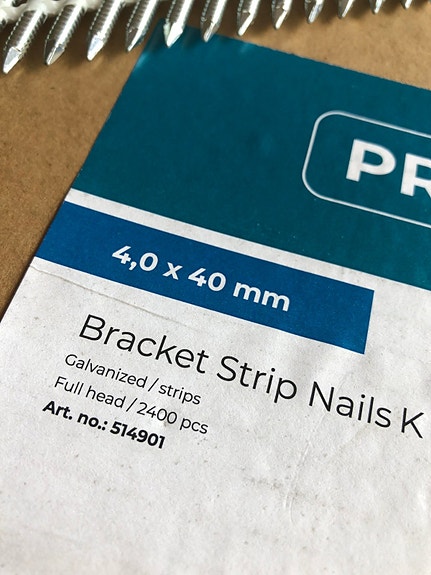 PR
4,0 x 40 mm
Bracket Strip Nails K
Galvanized / strips
Full head / 2400 pcs
Art. no.: 514901